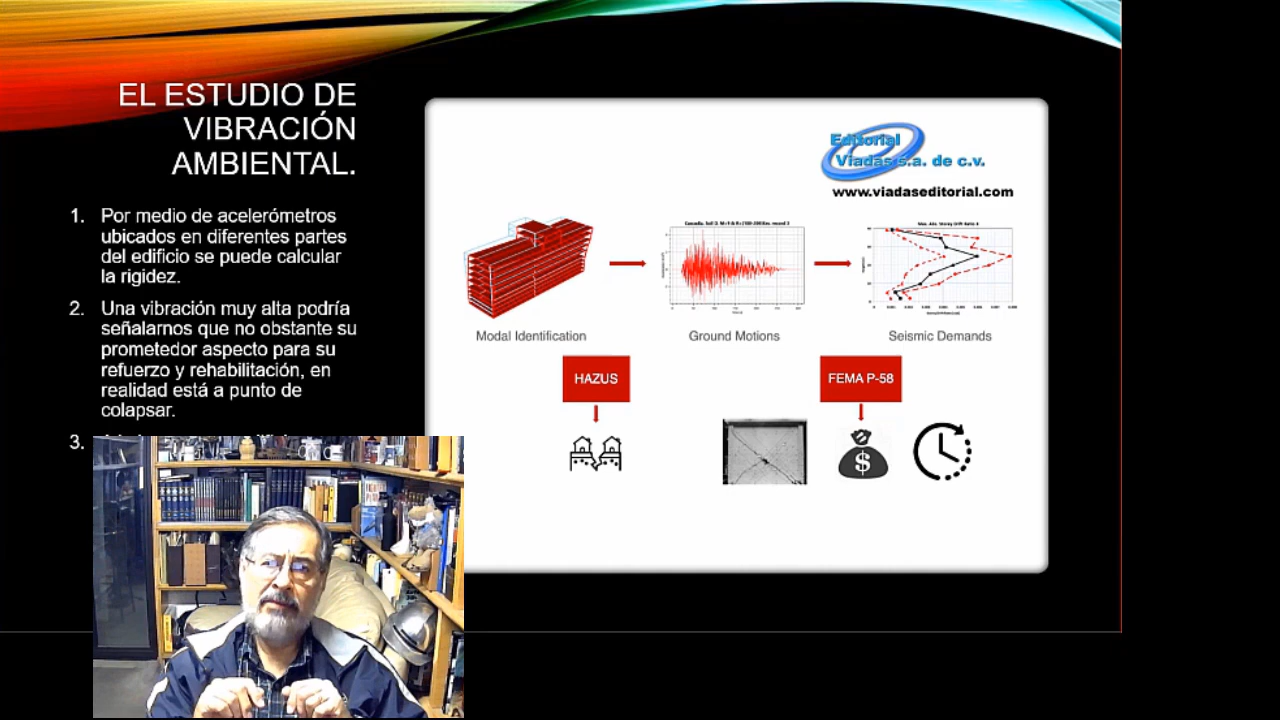 EL ESTUDIO DE
VIBRACIÓN
AMBIENTAL.
1. Por medio de acelerómetros
ubicados en diferentes partes
del edificio se puede calcular
la rigidez.
2. Una vibración muy alta podría
señalarnos que no obstante su
prometedor aspecto para su
refuerzo y rehabilitación, en
realidad está a punto de
colapsar.
3.
Editorial
Viadas s.a. de c.v.
www.viadaseditorial.com
Modal Identification
Ground Motions
Seismic Demands
HAZUS
FEMA P-58
$